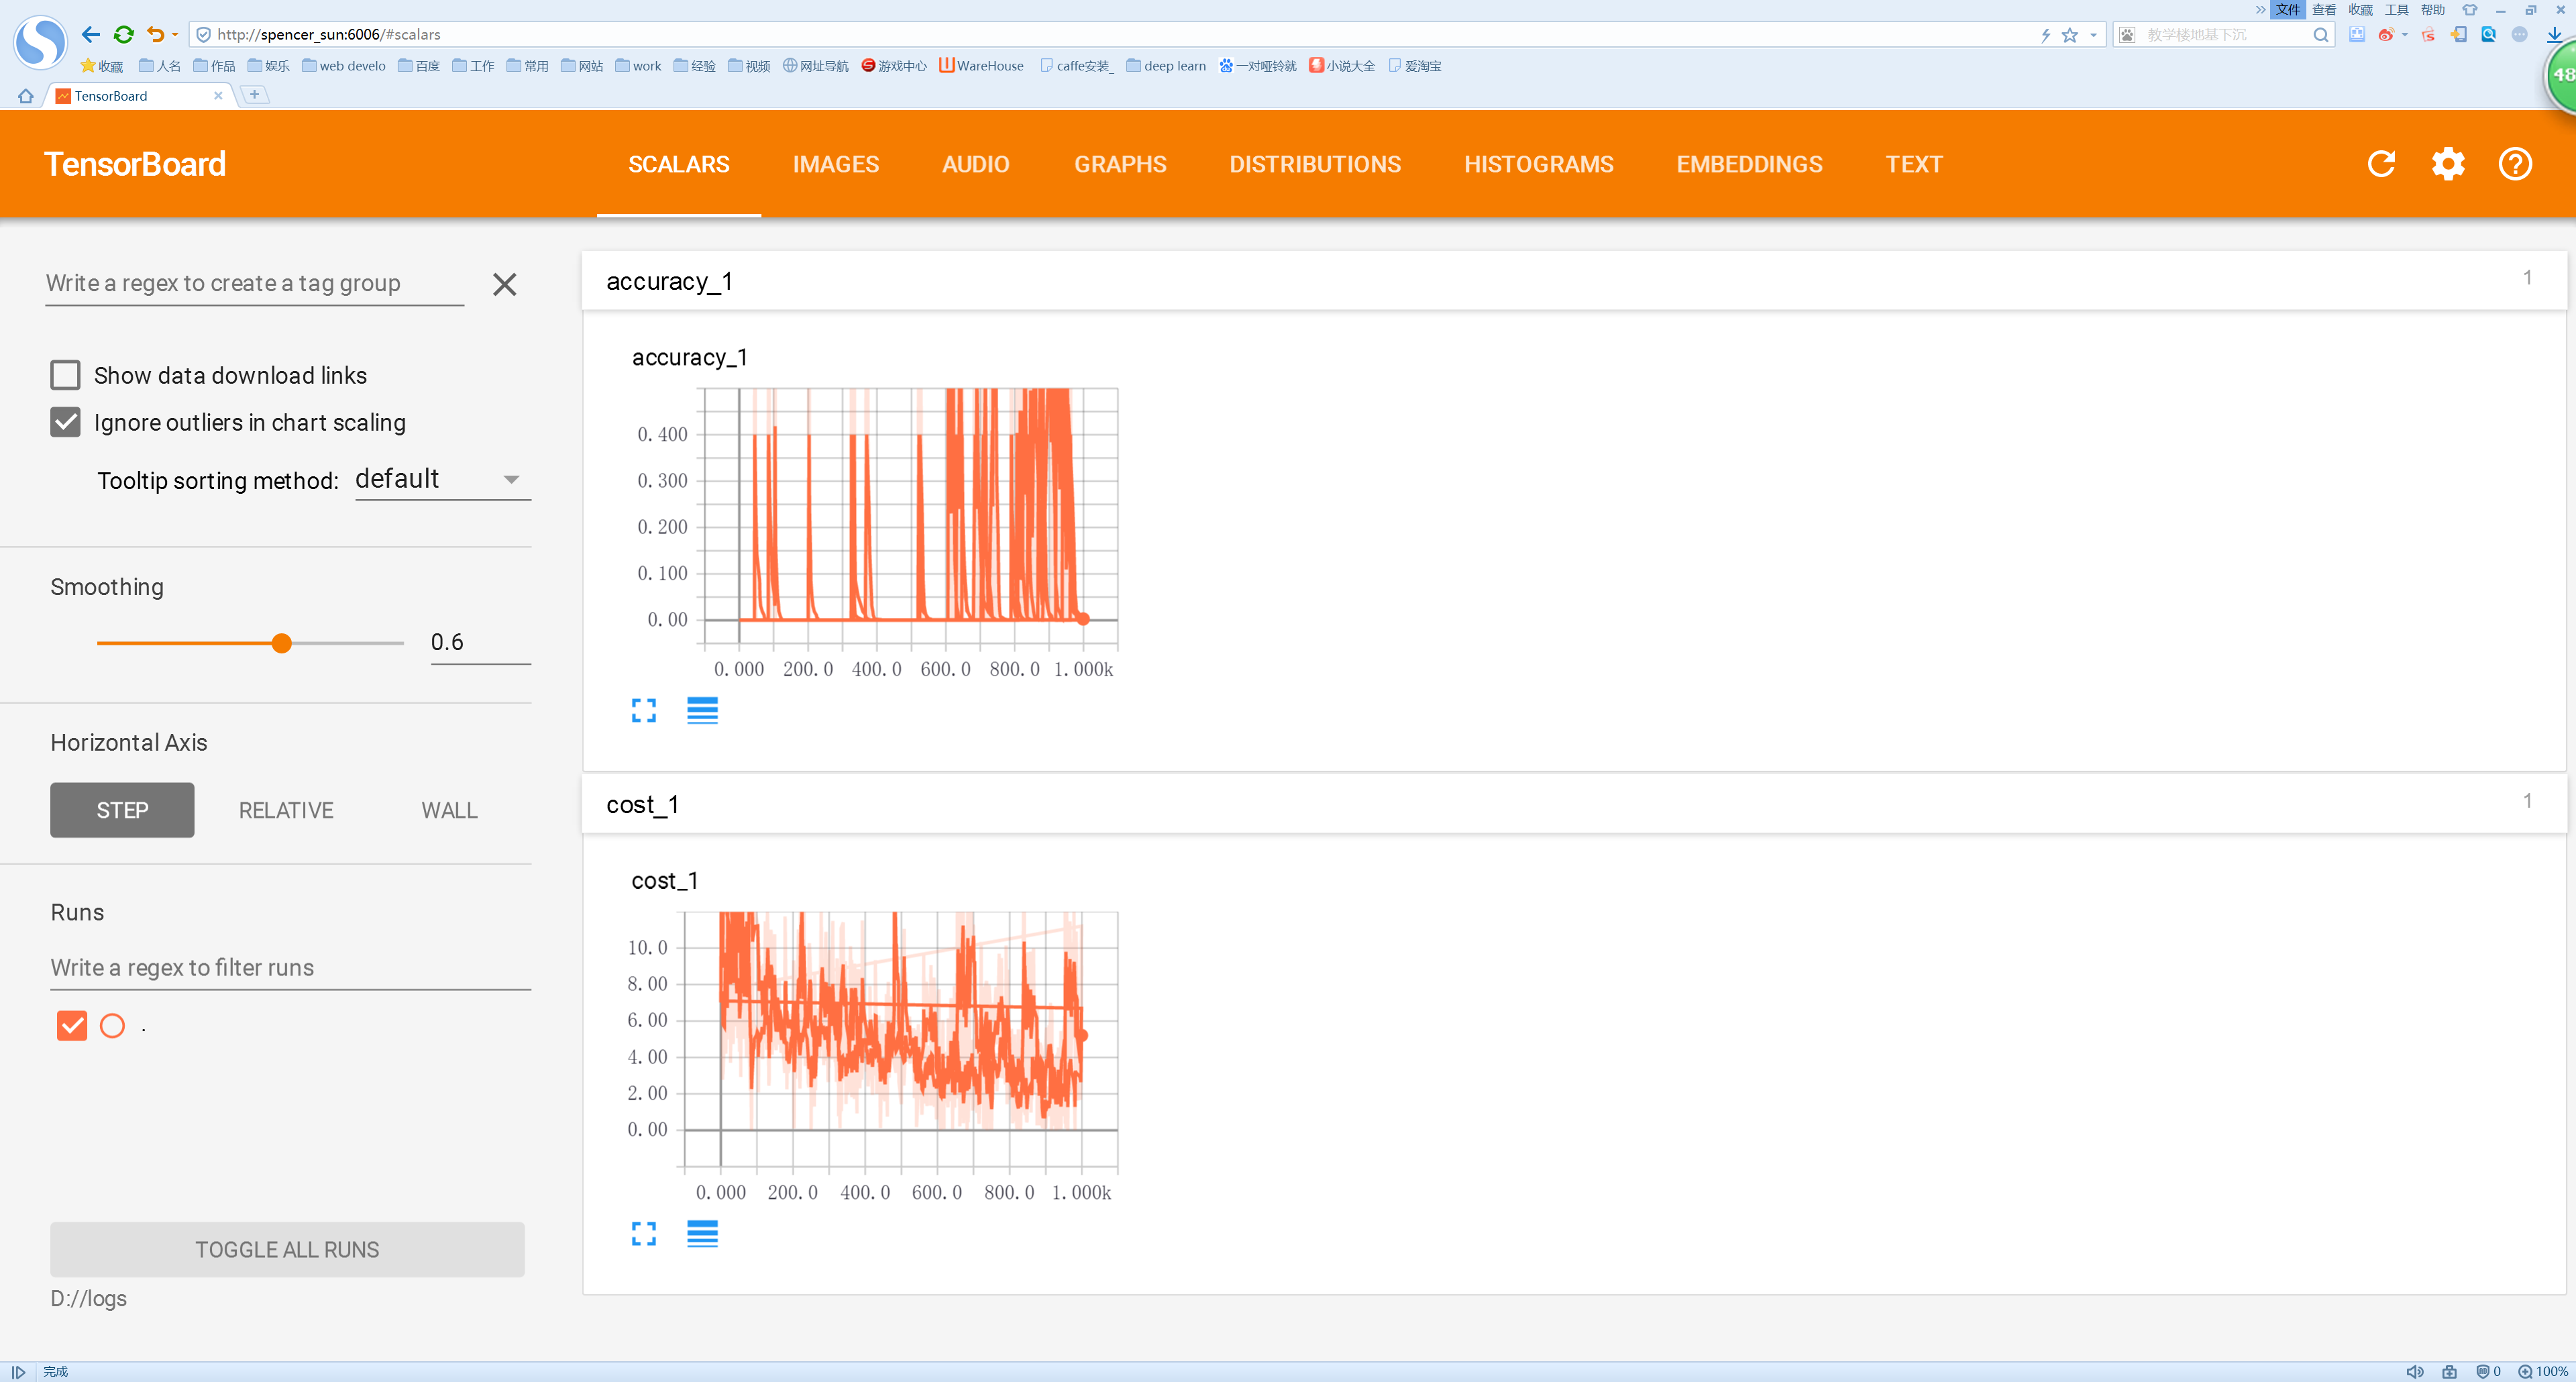 文件 查看 收藏 工具 帮助
http://spencer_sun:6006/#scalars
教学楼地基下沉
收藏 人名 作品 娱乐 web develo 百度 工作 常用 网站 work 经验 视频 网址导航 游戏中心 WareHouse caffe安装_ deep learn 一对哑铃就 小说大全 爱淘宝
48
TensorBoard
TensorBoard SCALARS IMAGES AUDIO GRAPHS DISTRIBUTIONS HISTOGRAMS EMBEDDINGS TEXT
Write a regex to create a tag group
Show data download links
Ignore outliers in chart scaling
Tooltip sorting method: default
Smoothing
0.6
Horizontal Axis
STEP RELATIVE WALL
Runs
Write a regex to filter runs
.
TOGGLE ALL RUNS
D://logs
accuracy_1 1
accuracy_1
0.400
0.300
0.200
0.100
0.00
0.000 200.0 400.0 600.0 800.0 1.000k
cost_1 1
cost_1
10.0
8.00
6.00
4.00
2.00
0.00
0.000 200.0 400.0 600.0 800.0 1.000k
完成 0 100%